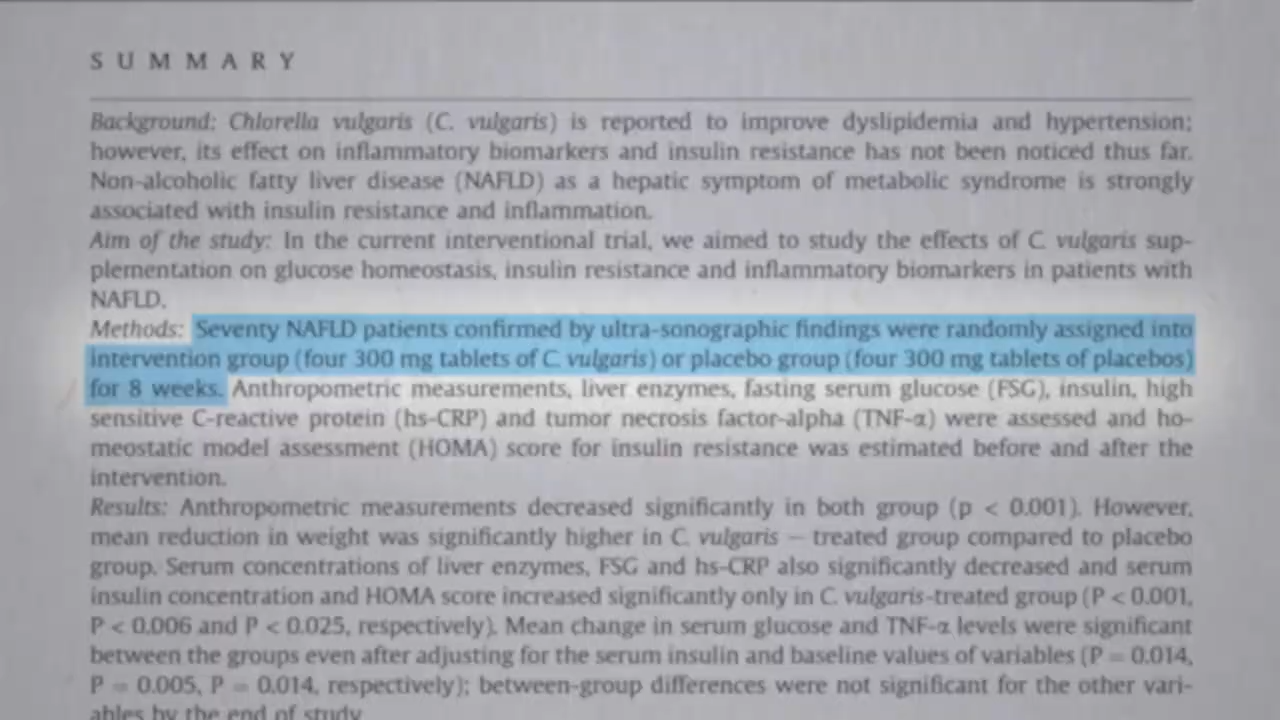 SUMMARY
Background: Chlorella vulgaris (C. vulgaris) is reported to improve dyslipidemia and hypertension;
however, its effect on inflammatory biomarkers and insulin resistance has not been noticed thus far.
Non-alcoholic fatty liver disease (NAFLD) as a hepatic symptom of metabolic syndrome is strongly
associated with insulin resistance and inflammation.
Aim of the study: In the current interventional trial, we aimed to study the effects of C. vulgaris sup-
plementation on glucose homeostasis, insulin resistance and inflammatory biomarkers in patients with
NAFLD.
Methods: Seventy NAFLD patients confirmed by ultra-sonographic findings were randomly assigned into
intervention group (four 300 mg tablets of C. vulgaris) or placebo group (four 300 mg tablets of placebos)
for 8 weeks. Anthropometric measurements, liver enzymes, fasting serum glucose (FSG), insulin, high
sensitive C-reactive protein (hs-CRP) and tumor necrosis factor-alpha (TNF-α) were assessed and ho-
meostatic model assessment (HOMA) score for insulin resistance was estimated before and after the
intervention.
Results: Anthropometric measurements decreased significantly in both group (p < 0.001). However,
mean reduction in weight was significantly higher in C. vulgaris – treated group compared to placebo
group. Serum concentrations of liver enzymes, FSG and hs-CRP also significantly decreased and serum
insulin concentration and HOMA score increased significantly only in C. vulgaris-treated group (P < 0.001,
P < 0.006 and P < 0.025, respectively). Mean change in serum glucose and TNF-α levels were significant
between the groups even after adjusting for the serum insulin and baseline values of variables (P = 0.014,
P = 0.005, P = 0.014, respectively); between-group differences were not significant for the other vari-
ables by the end of study.